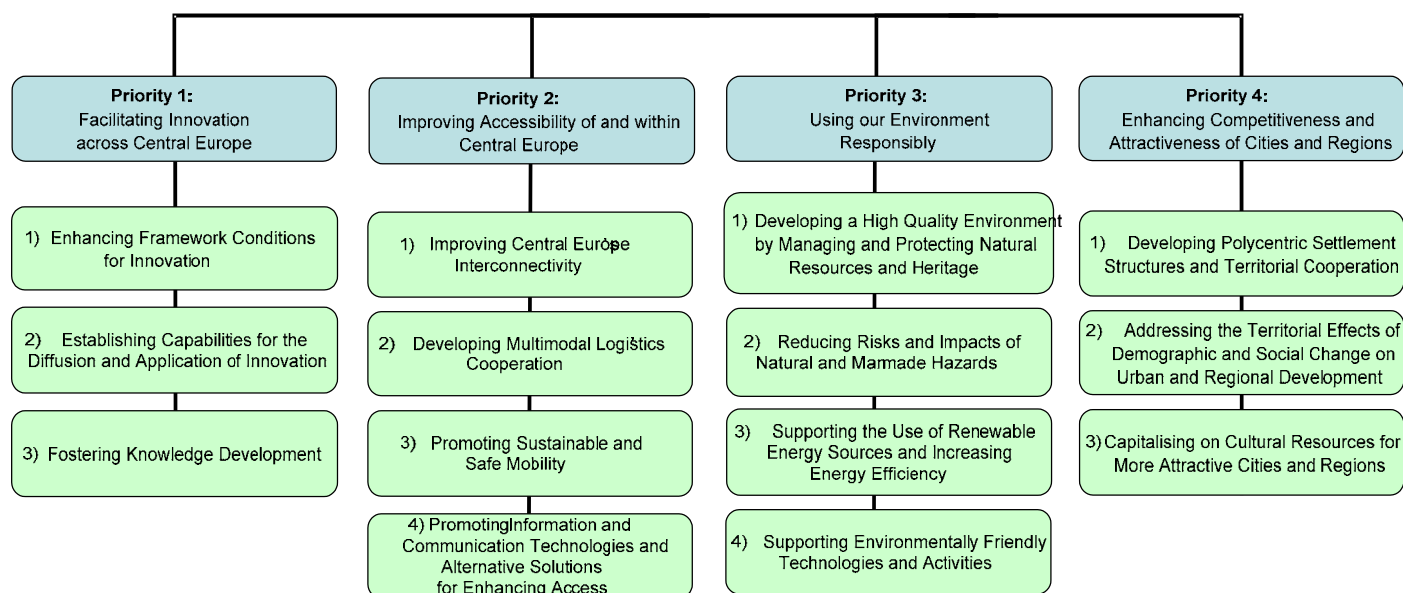 Priority 1:
Facilitating Innovation
across Central Europe
1) Enhancing Framework Conditions
for Innovation
2) Establishing Capabilities for the
Diffusion and Application of Innovation
3) Fostering Knowledge Development
Priority 2:
Improving Accessibility of and within
Central Europe
1) Improving Central Europe
Interconnectivity
2) Developing Multimodal Logistics
Cooperation
3) Promoting Sustainable and
Safe Mobility
4) PromotingInformation and
Communication Technologies and
Alternative Solutions
for Enhancing Access
Priority 3:
Using our Environment
Responsibly
1) Developing a High Quality Environment
by Managing and Protecting Natural
Resources and Heritage
2) Reducing Risks and Impacts of
Natural and Manmade Hazards
3) Supporting the Use of Renewable
Energy Sources and Increasing
Energy Efficiency
4) Supporting Environmentally Friendly
Technologies and Activities
Priority 4:
Enhancing Competitiveness and
Attractiveness of Cities and Regions
1) Developing Polycentric Settlement
Structures and Territorial Cooperation
2) Addressing the Territorial Effects of
Demographic and Social Change on
Urban and Regional Development
3) Capitalising on Cultural Resources for
More Attractive Cities and Regions